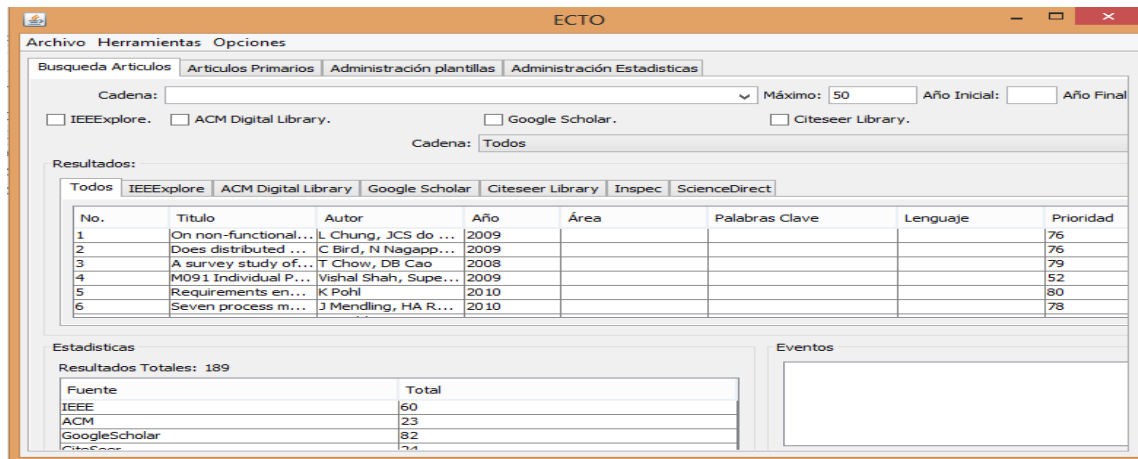 ECTO
Archivo Herramientas Opciones
Busqueda Articulos Articulos Primarios Administración plantillas Administración Estadisticas
Cadena: Máximo: 50 Año Inicial: Año Final
IEEExplore. ACM Digital Library. Google Scholar. Citeseer Library.
Cadena: Todos
Resultados:
Todos IEEExplore ACM Digital Library Google Scholar Citeseer Library Inspec ScienceDirect
No. Titulo Autor Año Área Palabras Clave Lenguaje Prioridad
1 On non-functional... L Chung, JCS do ... 2009 76
2 Does distributed ... C Bird, N Nagapp... 2009 76
3 A survey study of... T Chow, DB Cao 2008 79
4 M091 Individual P... Vishal Shah, Supe... 2009 52
5 Requirements en... K Pohl 2010 80
6 Seven process m... J Mendling, HA R... 2010 78
Estadisticas Eventos
Resultados Totales: 189
Fuente Total
IEEE 60
ACM 23
GoogleScholar 82
CiteSeer 24